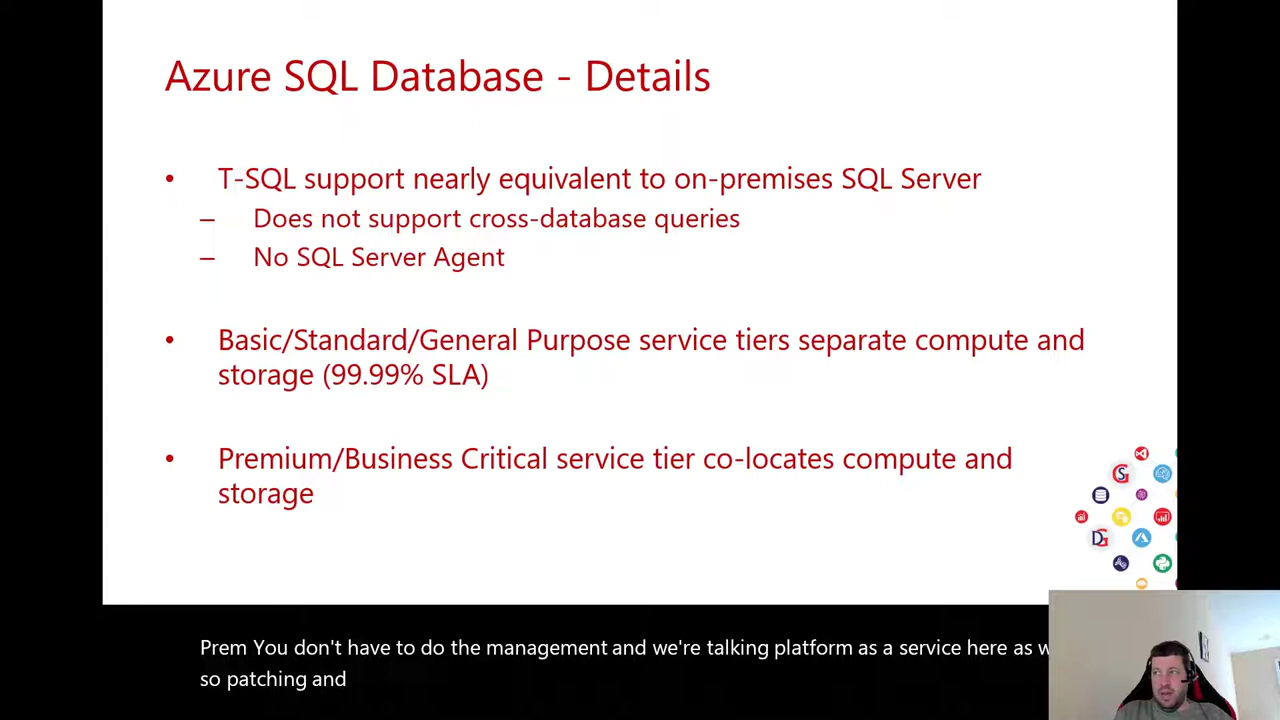 Azure SQL Database - Details
• T-SQL support nearly equivalent to on-premises SQL Server
– Does not support cross-database queries
– No SQL Server Agent
• Basic/Standard/General Purpose service tiers separate compute and
storage (99.99% SLA)
• Premium/Business Critical service tier co-locates compute and
storage
Prem You don't have to do the management and we're talking platform as a service here as
so patching and